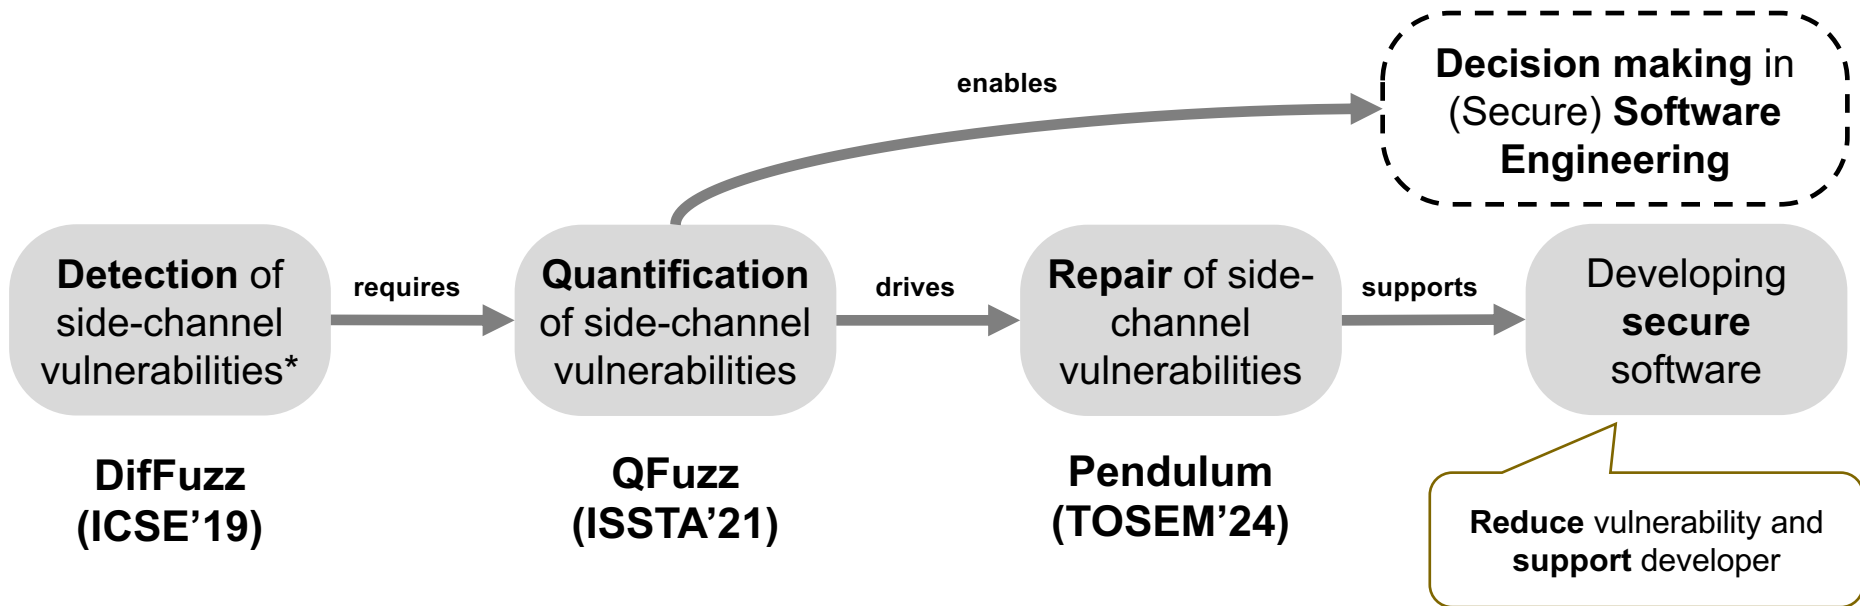 enables
Decision making in
(Secure) Software
Engineering
Detection of
side-channel
vulnerabilities*
requires
Quantification
of side-channel
vulnerabilities
drives
Repair of side-
channel
vulnerabilities
supports
Developing
secure
software
DifFuzz
(ICSE’19)
QFuzz
(ISSTA’21)
Pendulum
(TOSEM’24)
Reduce vulnerability and
support developer